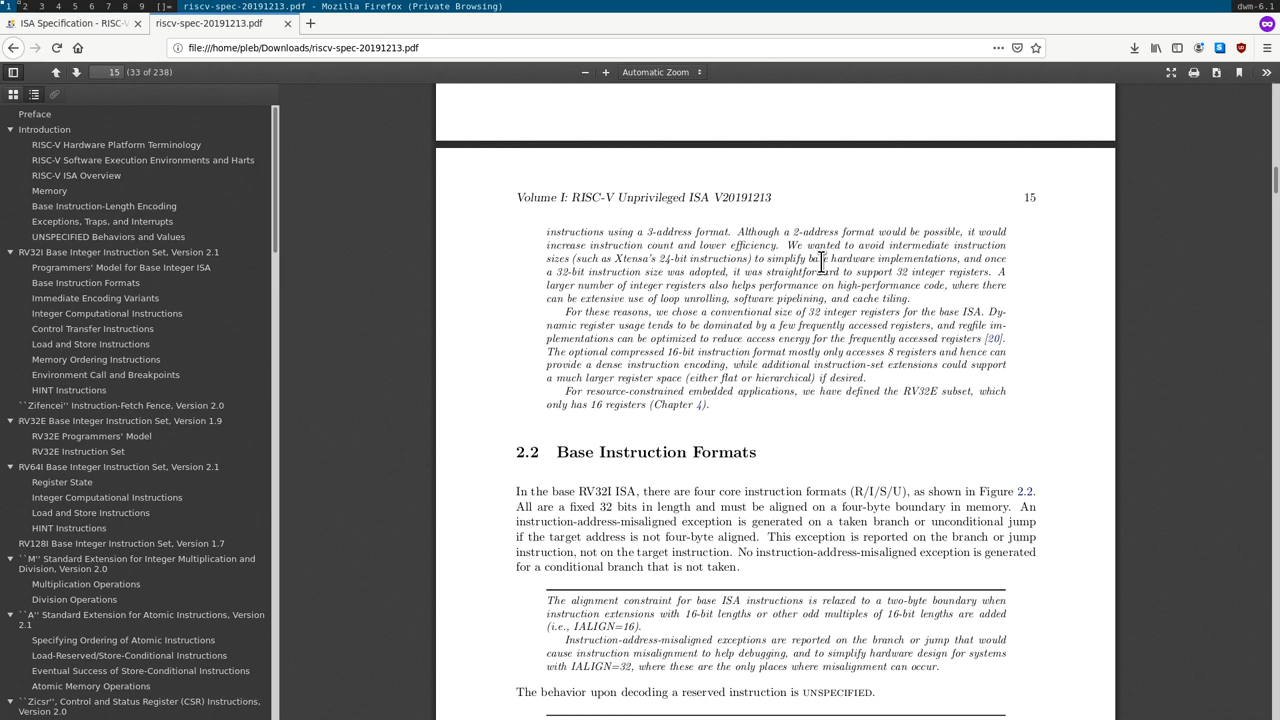 1 2 3 4 5 6 7 8 9 []= riscv-spec-20191213.pdf - Mozilla Firefox (Private Browsing) dwm-6.1
ISA Specification - RISC-V riscv-spec-20191213.pdf
file:///home/pleb/Downloads/riscv-spec-20191213.pdf
15 (33 of 238) Automatic Zoom
Preface
Introduction
RISC-V Hardware Platform Terminology
RISC-V Software Execution Environments and Harts
RISC-V ISA Overview
Memory
Base Instruction-Length Encoding
Exceptions, Traps, and Interrupts
UNSPECIFIED Behaviors and Values
RV32I Base Integer Instruction Set, Version 2.1
Programmers' Model for Base Integer ISA
Base Instruction Formats
Immediate Encoding Variants
Integer Computational Instructions
Control Transfer Instructions
Load and Store Instructions
Memory Ordering Instructions
Environment Call and Breakpoints
HINT Instructions
``Zifencei'' Instruction-Fetch Fence, Version 2.0
RV32E Base Integer Instruction Set, Version 1.9
RV32E Programmers' Model
RV32E Instruction Set
RV64I Base Integer Instruction Set, Version 2.1
Register State
Integer Computational Instructions
Load and Store Instructions
HINT Instructions
RV128I Base Integer Instruction Set, Version 1.7
``M'' Standard Extension for Integer Multiplication and
Division, Version 2.0
Multiplication Operations
Division Operations
``A'' Standard Extension for Atomic Instructions, Version
2.1
Specifying Ordering of Atomic Instructions
Load-Reserved/Store-Conditional Instructions
Eventual Success of Store-Conditional Instructions
Atomic Memory Operations
``Zicsr'', Control and Status Register (CSR) Instructions,
Version 2.0
Volume I: RISC-V Unprivileged ISA V20191213 15
instructions using a 3-address format. Although a 2-address format would be possible, it would
increase instruction count and lower efficiency. We wanted to avoid intermediate instruction
sizes (such as Xtensa's 24-bit instructions) to simplify base hardware implementations, and once
a 32-bit instruction size was adopted, it was straightforward to support 32 integer registers. A
larger number of integer registers also helps performance on high-performance code, where there
can be extensive use of loop unrolling, software pipelining, and cache tiling.
For these reasons, we chose a conventional size of 32 integer registers for the base ISA. Dy-
namic register usage tends to be dominated by a few frequently accessed registers, and regfile im-
plementations can be optimized to reduce access energy for the frequently accessed registers [20].
The optional compressed 16-bit instruction format mostly only accesses 8 registers and hence can
provide a dense instruction encoding, while additional instruction-set extensions could support
a much larger register space (either flat or hierarchical) if desired.
For resource-constrained embedded applications, we have defined the RV32E subset, which
only has 16 registers (Chapter 4).
2.2 Base Instruction Formats
In the base RV32I ISA, there are four core instruction formats (R/I/S/U), as shown in Figure 2.2.
All are a fixed 32 bits in length and must be aligned on a four-byte boundary in memory. An
instruction-address-misaligned exception is generated on a taken branch or unconditional jump
if the target address is not four-byte aligned. This exception is reported on the branch or jump
instruction, not on the target instruction. No instruction-address-misaligned exception is generated
for a conditional branch that is not taken.
The alignment constraint for base ISA instructions is relaxed to a two-byte boundary when
instruction extensions with 16-bit lengths or other odd multiples of 16-bit lengths are added
(i.e., IALIGN=16).
Instruction-address-misaligned exceptions are reported on the branch or jump that would
cause instruction misalignment to help debugging, and to simplify hardware design for systems
with IALIGN=32, where these are the only places where misalignment can occur.
The behavior upon decoding a reserved instruction is UNSPECIFIED.